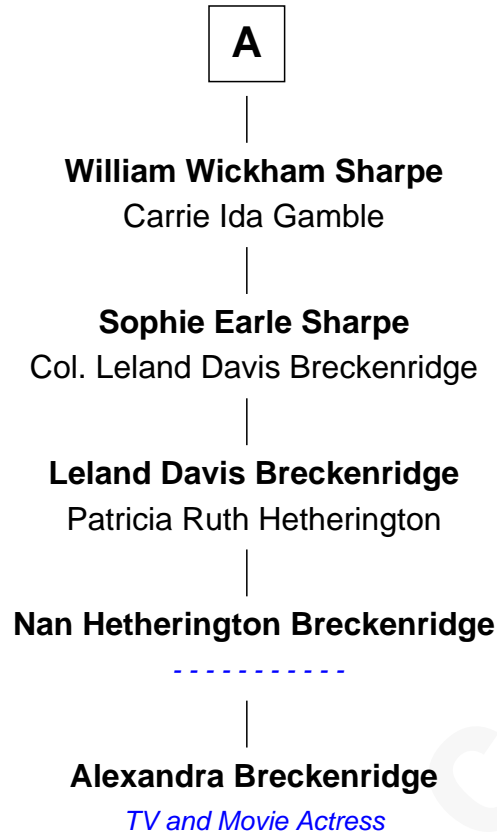 A
William Wickham Sharpe
Carrie Ida Gamble
Sophie Earle Sharpe
Col. Leland Davis Breckenridge
Leland Davis Breckenridge
Patricia Ruth Hetherington
Nan Hetherington Breckenridge
- - - - - - - - - - -
Alexandra Breckenridge
TV and Movie Actress